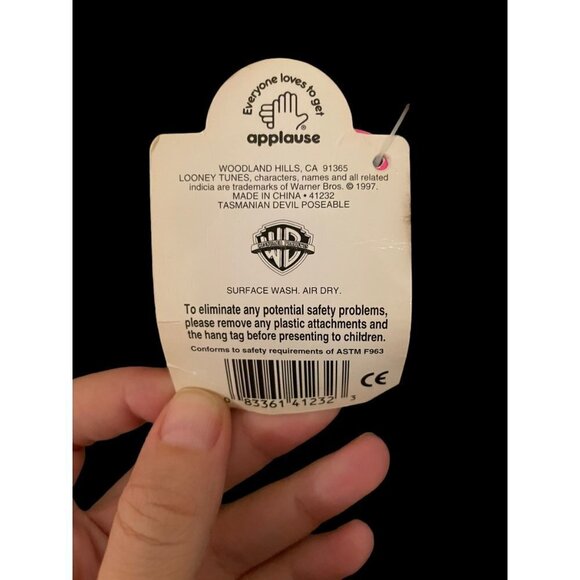 Everyone loves to get
applause
WOODLAND HILLS, CA 91365
LOONEY TUNES, characters, names and all related
indicia are trademarks of Warner Bros. © 1997.
MADE IN CHINA • 41232
TASMANIAN DEVIL POSEABLE
WB
SURFACE WASH. AIR DRY.
To eliminate any potential safety problems,
please remove any plastic attachments and
the hang tag before presenting to children.
Conforms to safety requirements of ASTM F963
CE
0 83361 41232 3